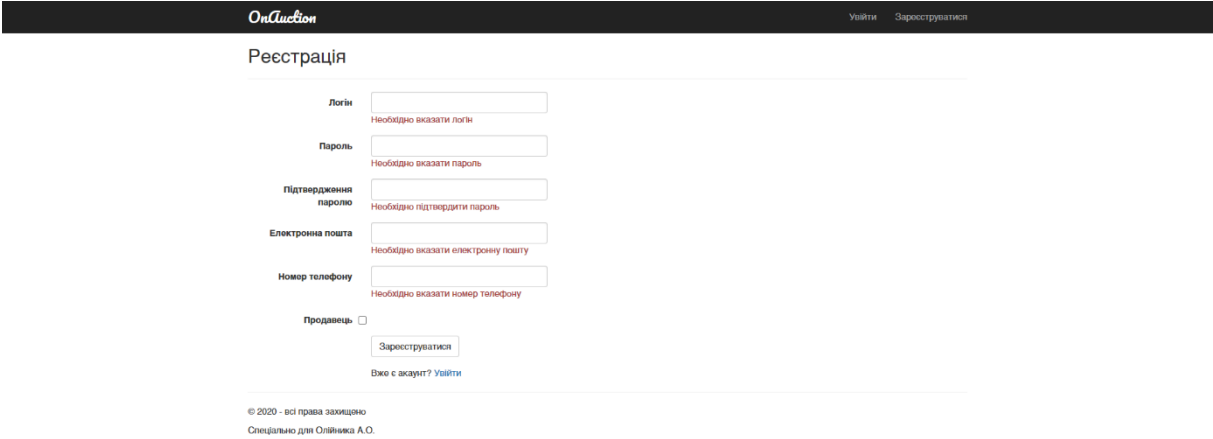 OnAuction Увійти Зареєструватися
Реєстрація
Логін
Необхідно вказати логін
Пароль
Необхідно вказати пароль
Підтвердження
паролю
Необхідно підтвердити пароль
Електронна пошта
Необхідно вказати електронну пошту
Номер телефону
Необхідно вказати номер телефону
Продавець
Зареєструватися
Вже є акаунт? Увійти
© 2020 - всі права захищено
Спеціально для Олійника А.О.